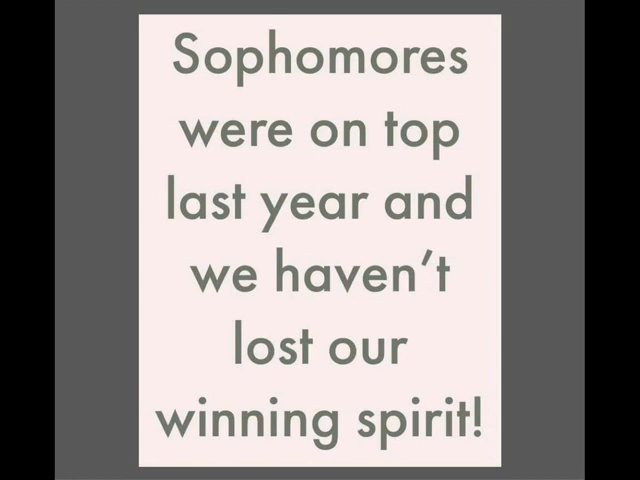 Sophomores
were on top
last year and
we haven’t
lost our
winning spirit!